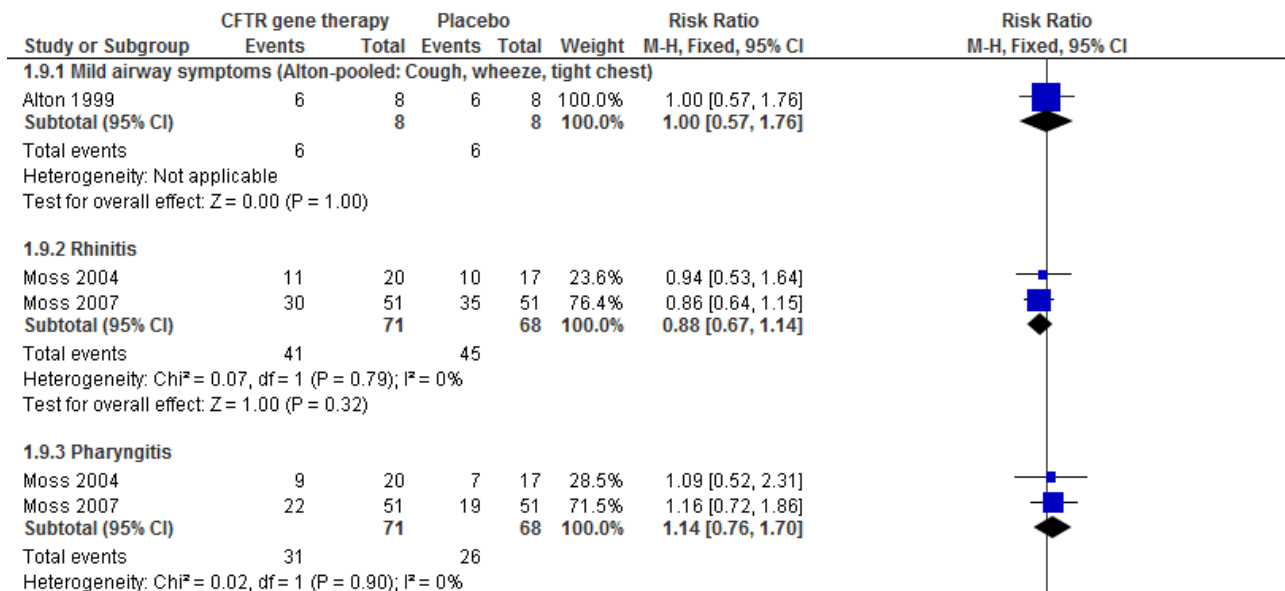 CFTR gene therapy Placebo Risk Ratio Risk Ratio
Study or Subgroup Events Total Events Total Weight M-H, Fixed, 95% CI M-H, Fixed, 95% CI
1.9.1 Mild airway symptoms (Alton-pooled: Cough, wheeze, tight chest)
Alton 1999 6 8 6 8 100.0% 1.00 [0.57, 1.76]
Subtotal (95% CI) 8 8 100.0% 1.00 [0.57, 1.76]
Total events 6 6
Heterogeneity: Not applicable
Test for overall effect: Z = 0.00 (P = 1.00)
1.9.2 Rhinitis
Moss 2004 11 20 10 17 23.6% 0.94 [0.53, 1.64]
Moss 2007 30 51 35 51 76.4% 0.86 [0.64, 1.15]
Subtotal (95% CI) 71 68 100.0% 0.88 [0.67, 1.14]
Total events 41 45
Heterogeneity: Chi² = 0.07, df = 1 (P = 0.79); I² = 0%
Test for overall effect: Z = 1.00 (P = 0.32)
1.9.3 Pharyngitis
Moss 2004 9 20 7 17 28.5% 1.09 [0.52, 2.31]
Moss 2007 22 51 19 51 71.5% 1.16 [0.72, 1.86]
Subtotal (95% CI) 71 68 100.0% 1.14 [0.76, 1.70]
Total events 31 26
Heterogeneity: Chi² = 0.02, df = 1 (P = 0.90); I² = 0%